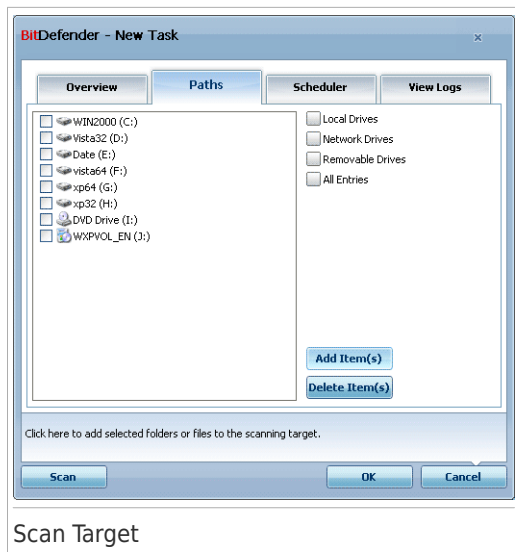 BitDefender - New Task
Overview
Paths
Scheduler
View Logs
WIN2000 (C:)
Vista32 (D:)
Date (E:)
vista64 (F:)
xp64 (G:)
xp32 (H:)
DVD Drive (I:)
WXPVOL_EN (J:)
Local Drives
Network Drives
Removable Drives
All Entries
Add Item(s)
Delete Item(s)
Click here to add selected folders or files to the scanning target.
Scan
OK
Cancel
Scan Target